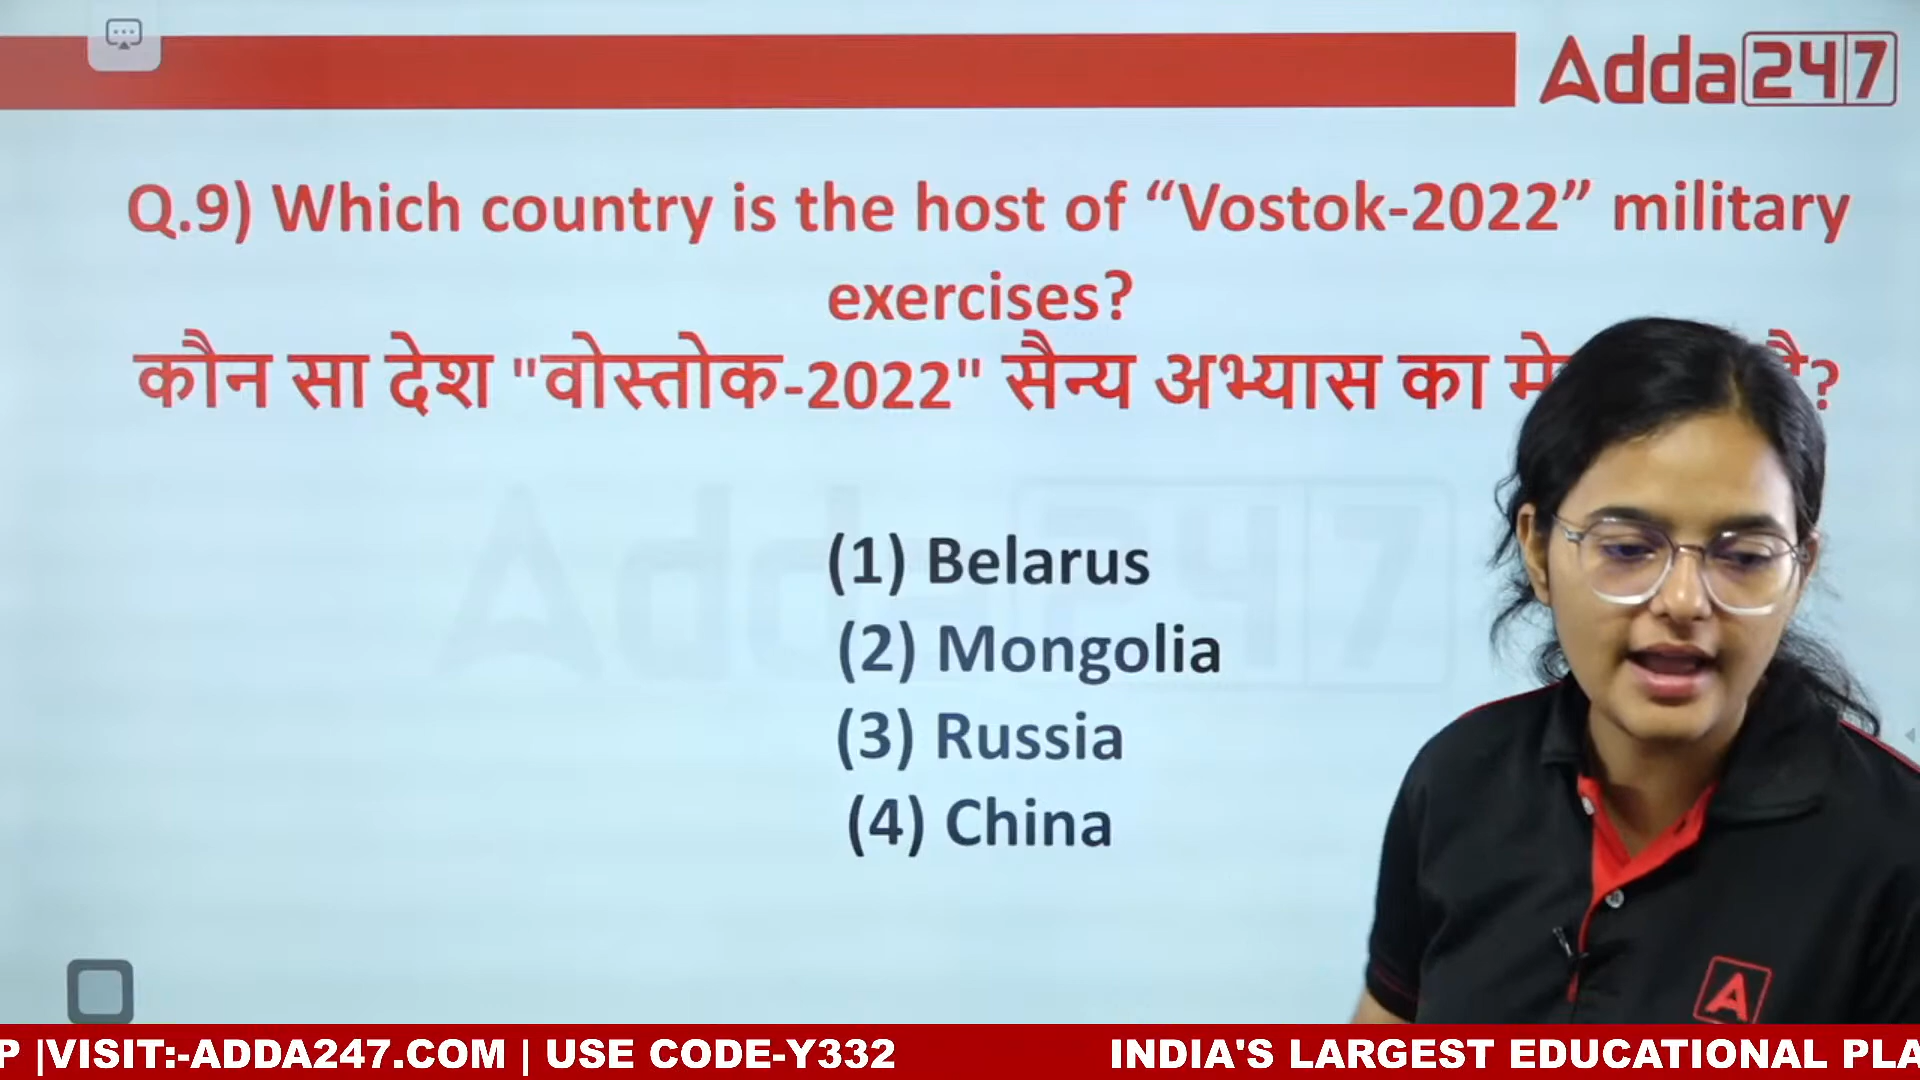 Adda247
Q.9) Which country is the host of “Vostok-2022” military
exercises?
कौन सा देश "वोस्तोक-2022" सैन्य अभ्यास का ?
(1) Belarus
(2) Mongolia
(3) Russia
(4) China
P |VISIT:-ADDA247.COM | USE CODE-Y332 INDIA'S LARGEST EDUCATIONAL